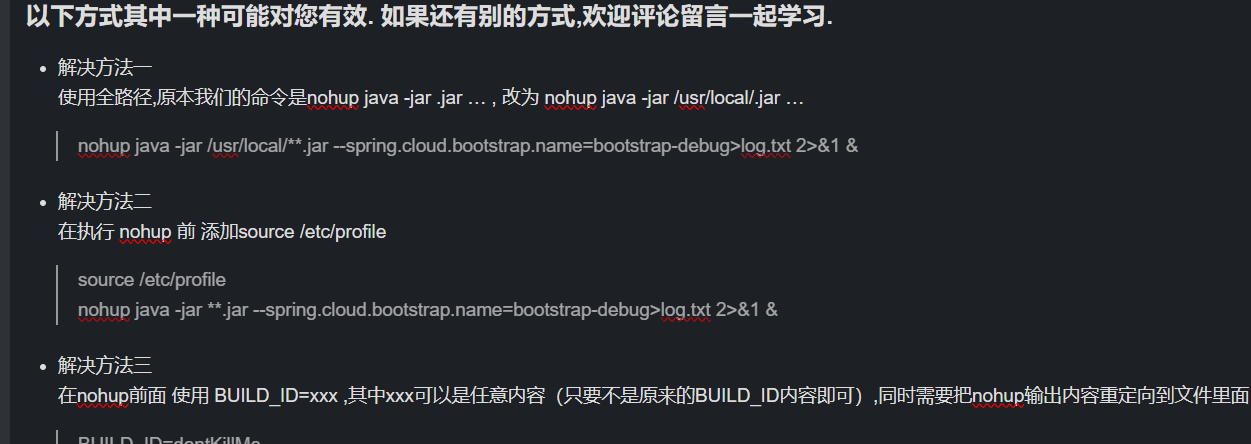 以下方式其中一种可能对您有效. 如果还有别的方式,欢迎评论留言一起学习.
解决方法一
使用全路径,原本我们的命令是nohup java -jar .jar … , 改为 nohup java -jar /usr/local/.jar …
nohup java -jar /usr/local/**.jar --spring.cloud.bootstrap.name=bootstrap-debug>log.txt 2>&1 &
解决方法二
在执行 nohup 前 添加source /etc/profile
source /etc/profile
nohup java -jar **.jar --spring.cloud.bootstrap.name=bootstrap-debug>log.txt 2>&1 &
解决方法三
在nohup前面 使用 BUILD_ID=xxx ,其中xxx可以是任意内容（只要不是原来的BUILD_ID内容即可）,同时需要把nohup输出内容重定向到文件里面
BUILD_ID=dontKillMe